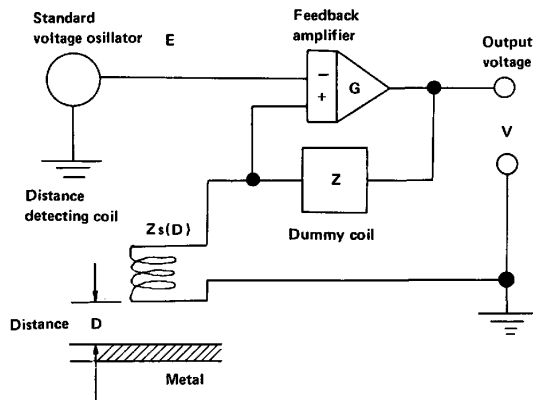 Standard
voltage osillator
E
Feedback
amplifier
Output
voltage
−
+
G
V
Z
Distance
detecting coil
Zs(D)
Dummy coil
Distance D
Metal